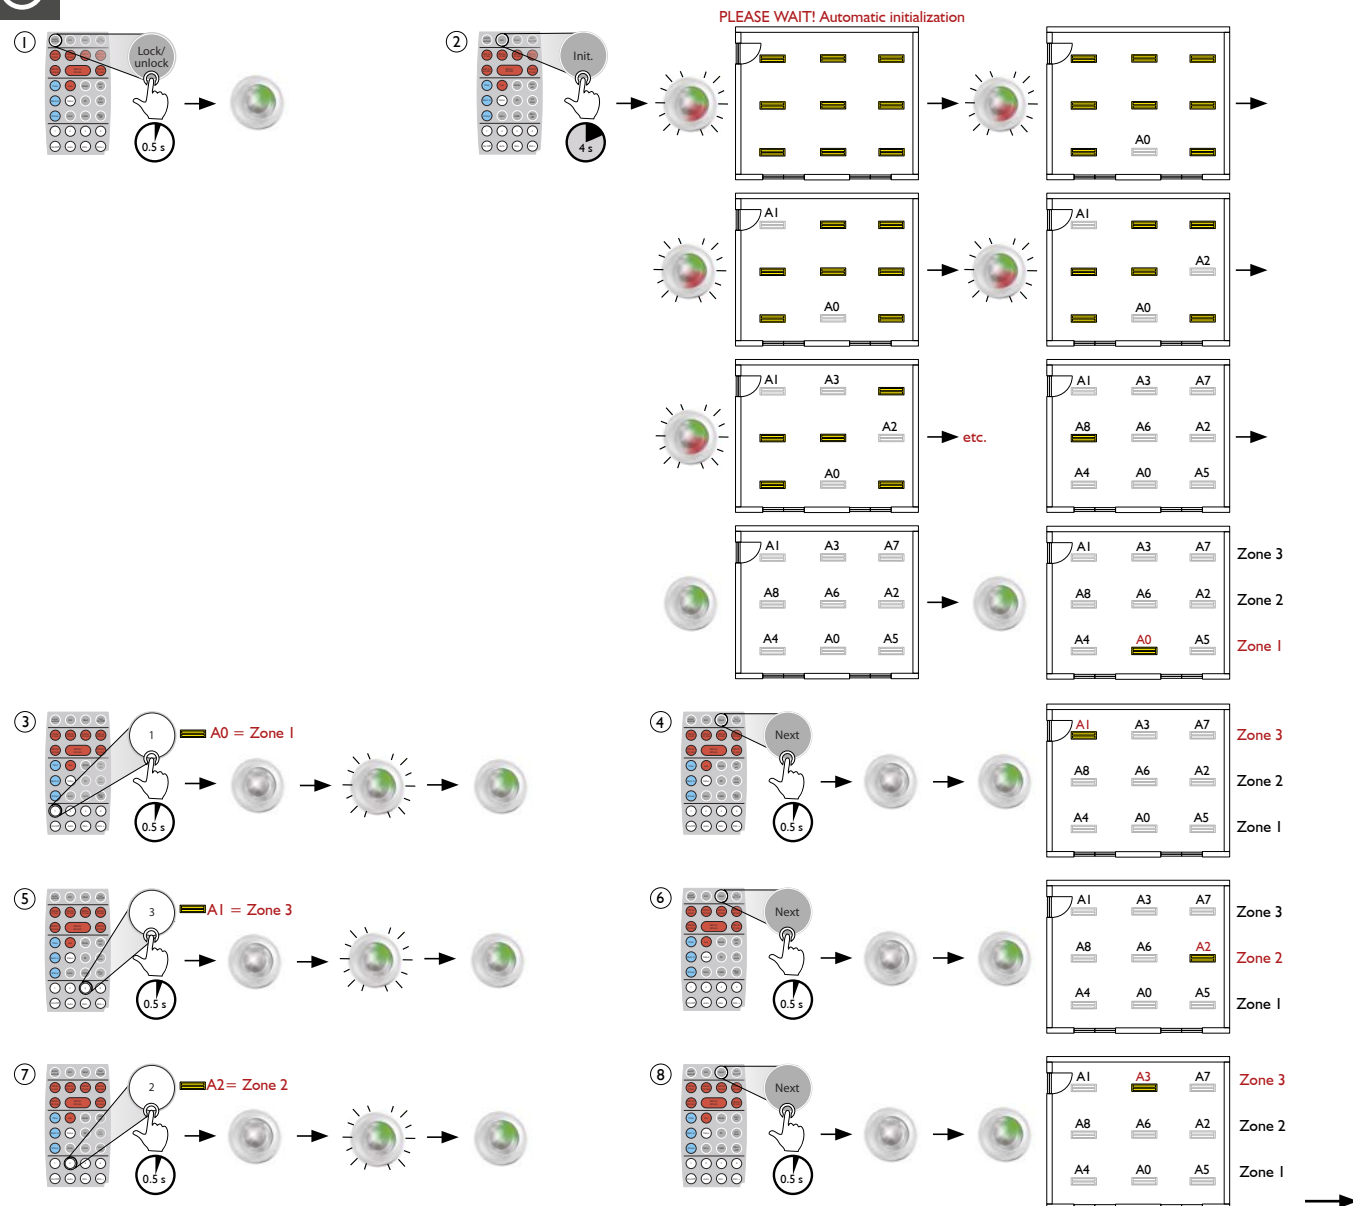 PLEASE WAIT! Automatic initialization
1
Lock/
unlock
0.5 s
2
Init.
4 s
A0
A1
A0
A1
A2
A0
A1 A3
A2
A0
etc.
A1 A3 A7
A8 A6 A2
A4 A0 A5
A1 A3 A7
A8 A6 A2
A4 A0 A5
A1 A3 A7 Zone 3
A8 A6 A2 Zone 2
A4 A0 A5 Zone 1
3
1
A0 = Zone 1
0.5 s
4
Next
0.5 s
A1 A3 A7 Zone 3
A8 A6 A2 Zone 2
A4 A0 A5 Zone 1
5
3
A1 = Zone 3
0.5 s
6
Next
0.5 s
A1 A3 A7 Zone 3
A8 A6 A2 Zone 2
A4 A0 A5 Zone 1
7
2
A2= Zone 2
0.5 s
8
Next
0.5 s
A1 A3 A7 Zone 3
A8 A6 A2 Zone 2
A4 A0 A5 Zone 1